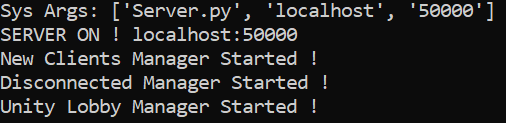 Sys Args: ['Server.py', 'localhost', '50000']
SERVER ON ! localhost:50000
New Clients Manager Started !
Disconnected Manager Started !
Unity Lobby Manager Started !